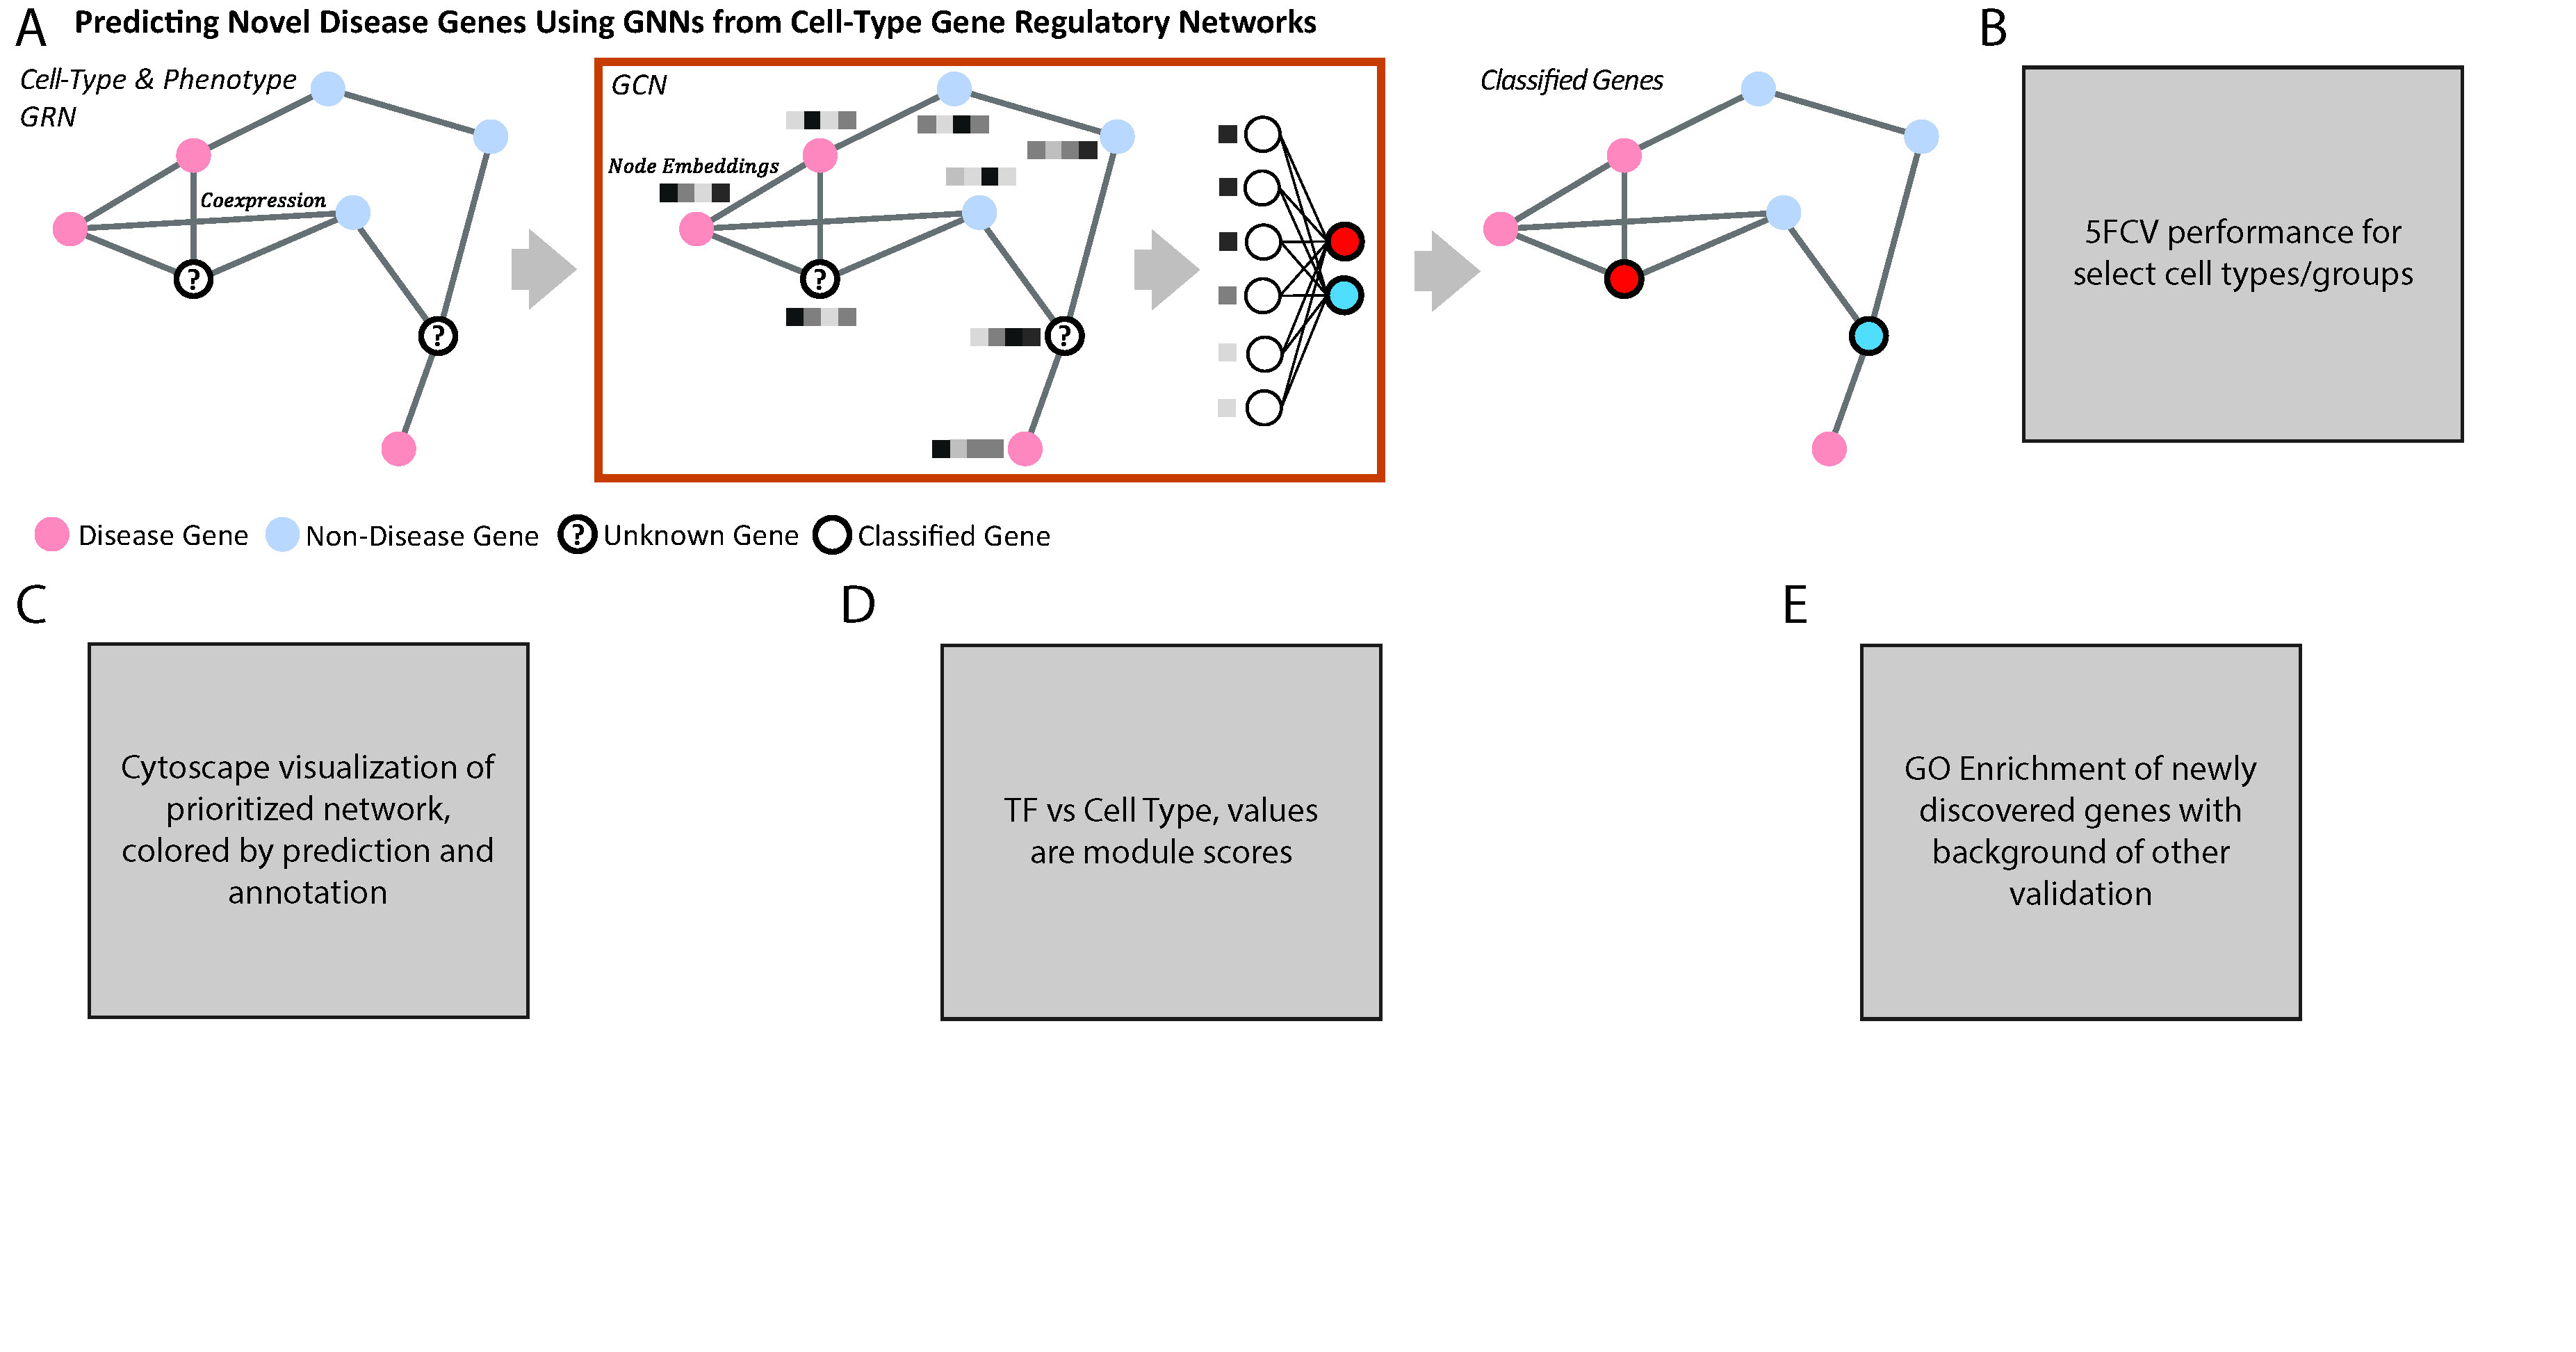 A Predicting Novel Disease Genes Using GNNs from Cell-Type Gene Regulatory Networks
Cell-Type & Phenotype
GRN
Coexpression
?
?
GCN
Node Embeddings
?
?
Classified Genes
B
5FCV performance for
select cell types/groups
Disease Gene
Non-Disease Gene
? Unknown Gene
Classified Gene
C
Cytoscape visualization of
prioritized network,
colored by prediction and
annotation
D
TF vs Cell Type, values
are module scores
E
GO Enrichment of newly
discovered genes with
background of other
validation